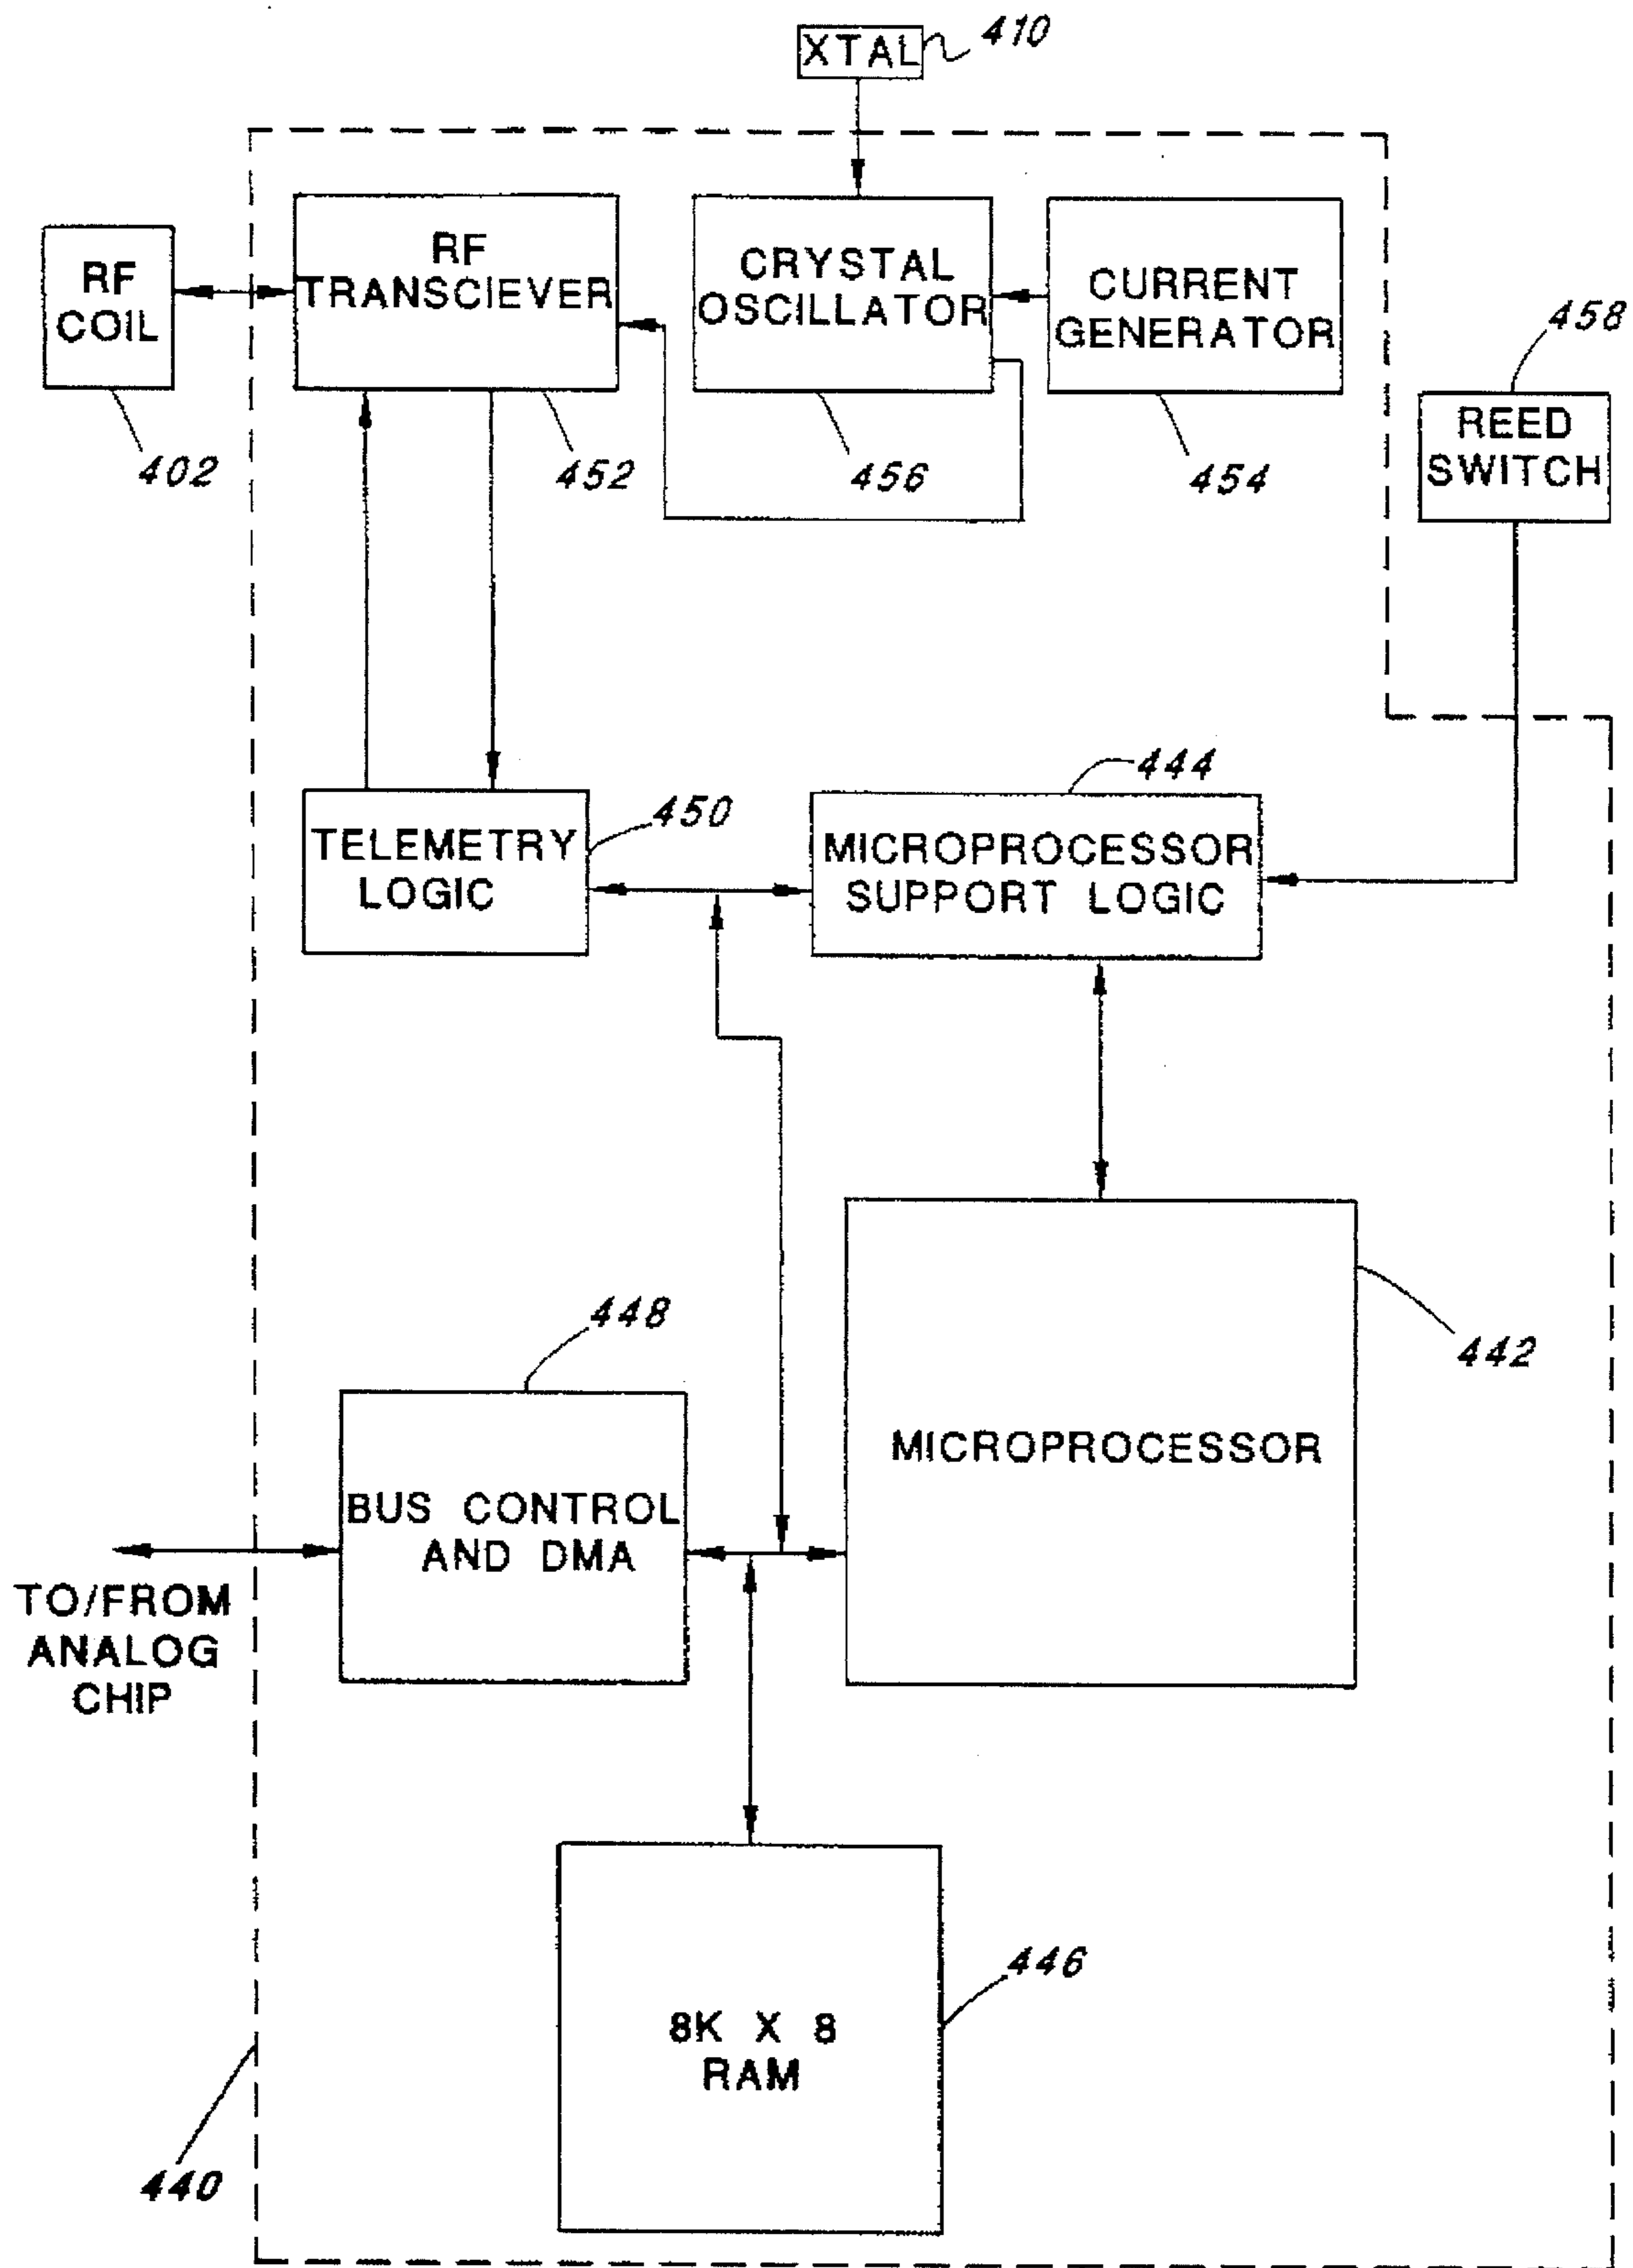 XTAL
410
RF
COIL
402
RF
TRANSCIEVER
452
CRYSTAL
OSCILLATOR
456
CURRENT
GENERATOR
454
458
REED
SWITCH
TELEMETRY
LOGIC
450
444
MICROPROCESSOR
SUPPORT LOGIC
448
BUS CONTROL
AND DMA
442
MICROPROCESSOR
TO/FROM
ANALOG
CHIP
8K X 8
RAM
446
440